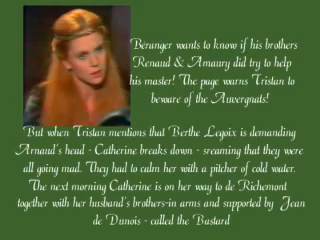 Béranger wants to know if his brothers
Renaud & Amaury did try to help
his master! The page warns Tristan to
beware of the Auvergnats!
But when Tristan mentions that Berthe Legoix is demanding
Arnaud's head - Catherine breaks down - sreaming that they were
all going mad. They had to calm her with a pitcher of cold water.
The next morning Catherine is on her way to de Richemont
together with her husband's brothers-in arms and supported by Jean
de Dunois - called the Bastard